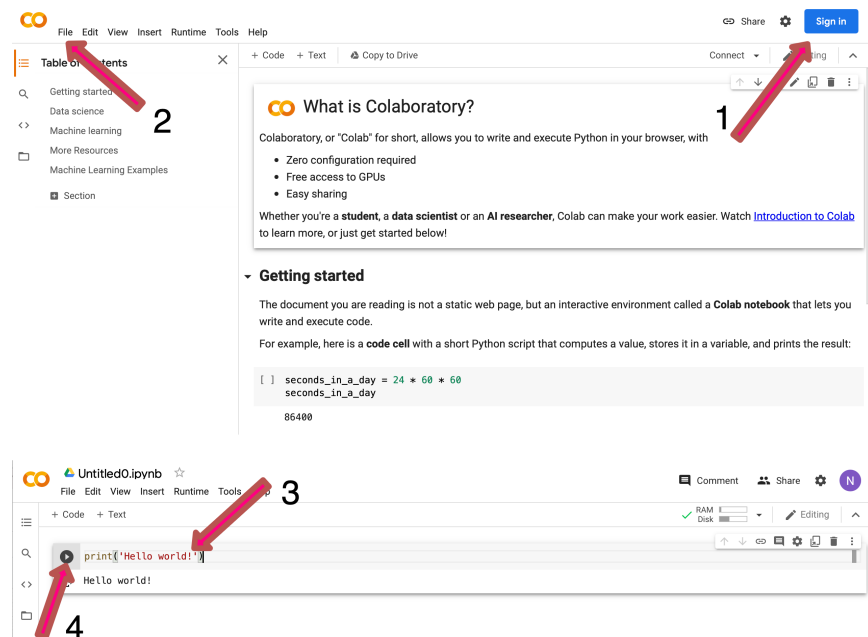 Share
Sign in
File Edit View Insert Runtime Tools Help
+ Code + Text Copy to Drive
Connect
Table of
Getting started
Data science
Machine learning
More Resources
Machine Learning Examples
Section
2
1
What is Colaboratory?
Colaboratory, or "Colab" for short, allows you to write and execute Python in your browser, with
• Zero configuration required
• Free access to GPUs
• Easy sharing
Whether you're a student, a data scientist or an AI researcher, Colab can make your work easier. Watch Introduction to Colab
to learn more, or just get started below!
Getting started
The document you are reading is not a static web page, but an interactive environment called a Colab notebook that lets you
write and execute code.
For example, here is a code cell with a short Python script that computes a value, stores it in a variable, and prints the result:
[ ] seconds_in_a_day = 24 * 60 * 60
seconds_in_a_day
86400
Untitled0.ipynb
File Edit View Insert Runtime Tools
3
Comment Share N
+ Code + Text
RAM
Disk
Editing
print('Hello world!')
Hello world!
4